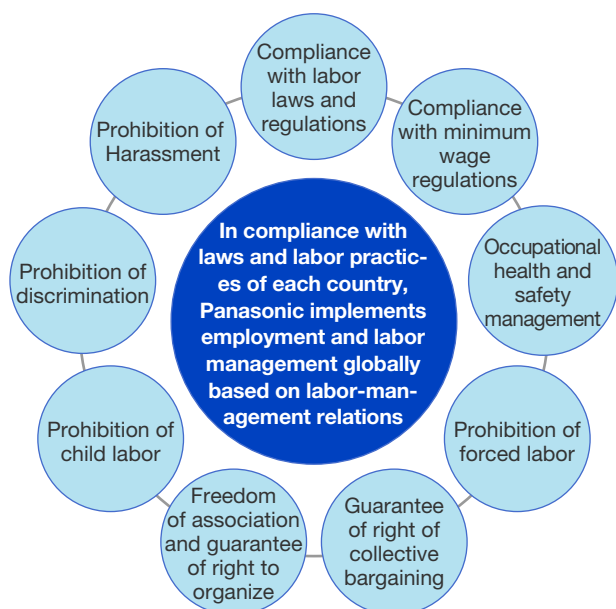 Compliance
with labor
laws and
regulations
Compliance
with minimum
wage
regulations
Occupational
health and
safety
management
Prohibition of
forced labor
Guarantee
of right of
collective
bargaining
Freedom
of association
and guarantee
of right to
organize
Prohibition of
child labor
Prohibition of
discrimination
Prohibition of
Harassment
In compliance with
laws and labor practic-
es of each country,
Panasonic implements
employment and labor
management globally
based on labor-man-
agement relations